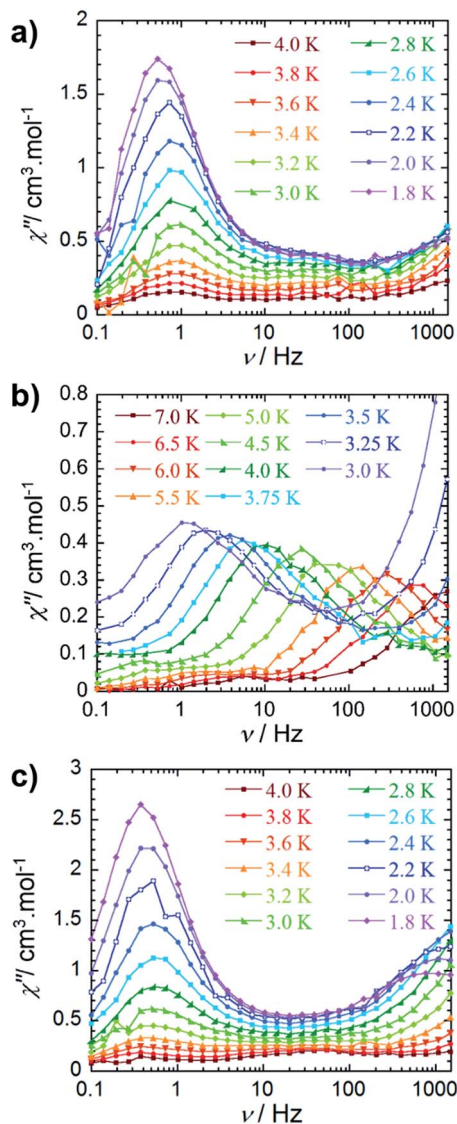 a)
χ''/ cm³.mol⁻¹
2
1.5
1
0.5
0
4.0 K 2.8 K
3.8 K 2.6 K
3.6 K 2.4 K
3.4 K 2.2 K
3.2 K 2.0 K
3.0 K 1.8 K
0.1 1 10 100 1000
ν / Hz
b)
χ''/ cm³.mol⁻¹
0.8
0.7
0.6
0.5
0.4
0.3
0.2
0.1
0
7.0 K 5.0 K 3.5 K
6.5 K 4.5 K 3.25 K
6.0 K 4.0 K 3.0 K
5.5 K 3.75 K
0.1 1 10 100 1000
ν / Hz
c)
χ''/ cm³.mol⁻¹
3
2.5
2
1.5
1
0.5
0
4.0 K 2.8 K
3.8 K 2.6 K
3.6 K 2.4 K
3.4 K 2.2 K
3.2 K 2.0 K
3.0 K 1.8 K
0.1 1 10 100 1000
ν / Hz